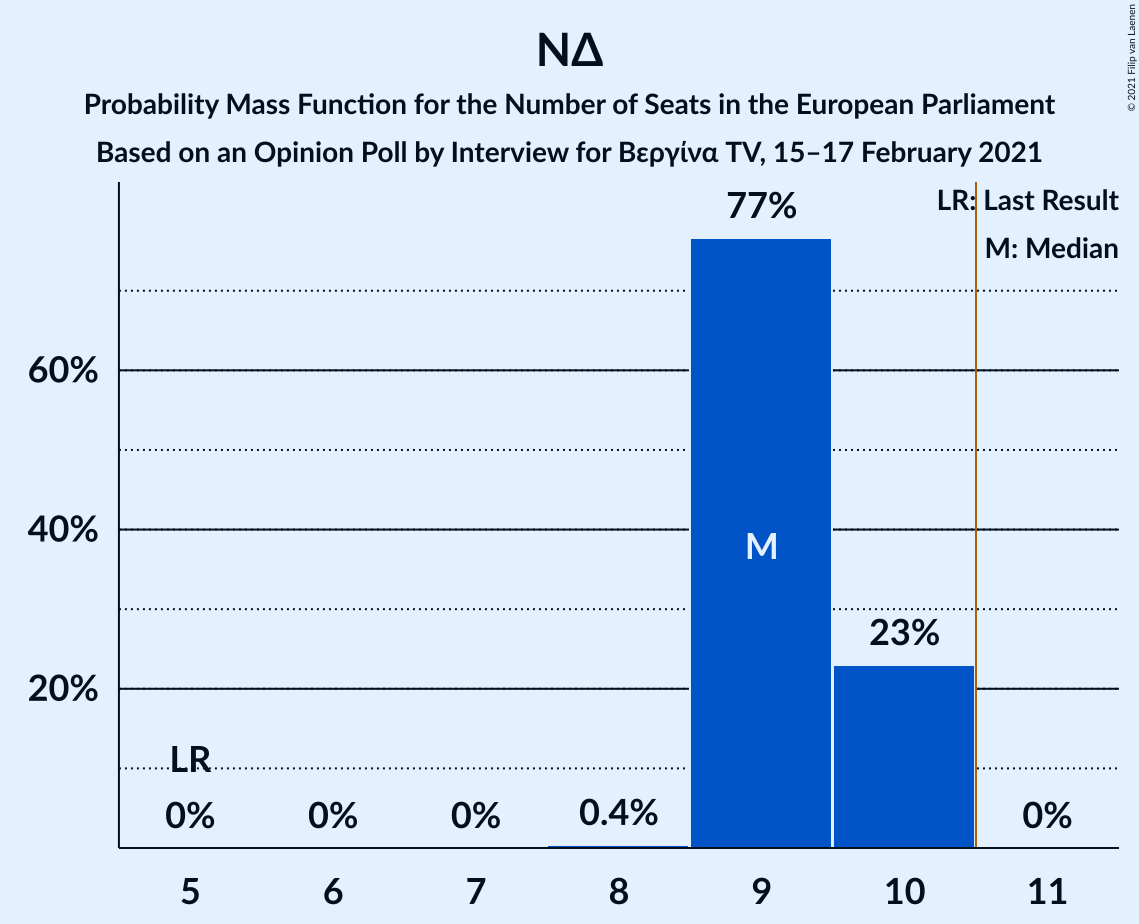 ΝΔ
Probability Mass Function for the Number of Seats in the European Parliament
Based on an Opinion Poll by Interview for Βεργίνα TV, 15–17 February 2021
© 2021 Filip van Laenen
LR: Last Result
M: Median
77%
60%
40%
20%
M
23%
LR
0%
0%
0%
0.4%
0%
5
6
7
8
9
10
11